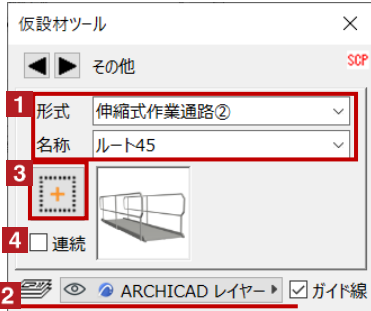 仮設材ツール
その他
SCP
1
形式 伸縮式作業通路②
名称 ルート45
3
4
連続
2
ARCHICAD レイヤー
ガイド線